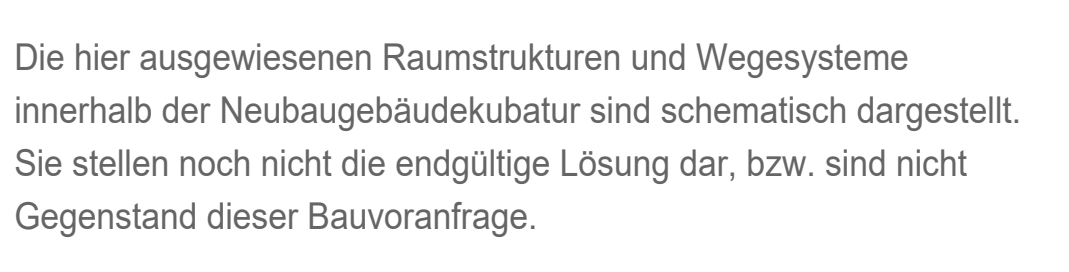 Die hier ausgewiesenen Raumstrukturen und Wegesysteme
innerhalb der Neubaugebäudekubatur sind schematisch dargestellt.
Sie stellen noch nicht die endgültige Lösung dar, bzw. sind nicht
Gegenstand dieser Bauvoranfrage.